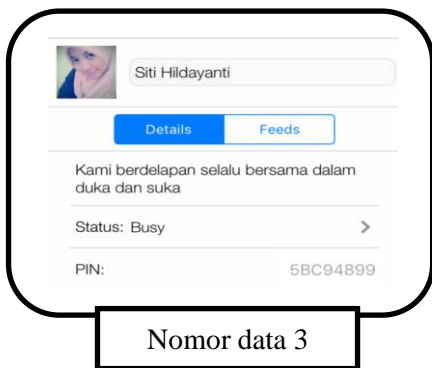 Siti Hildayanti
Details Feeds
Kami berdelapan selalu bersama dalam
duka dan suka
Status: Busy
PIN: 5BC94899
Nomor data 3